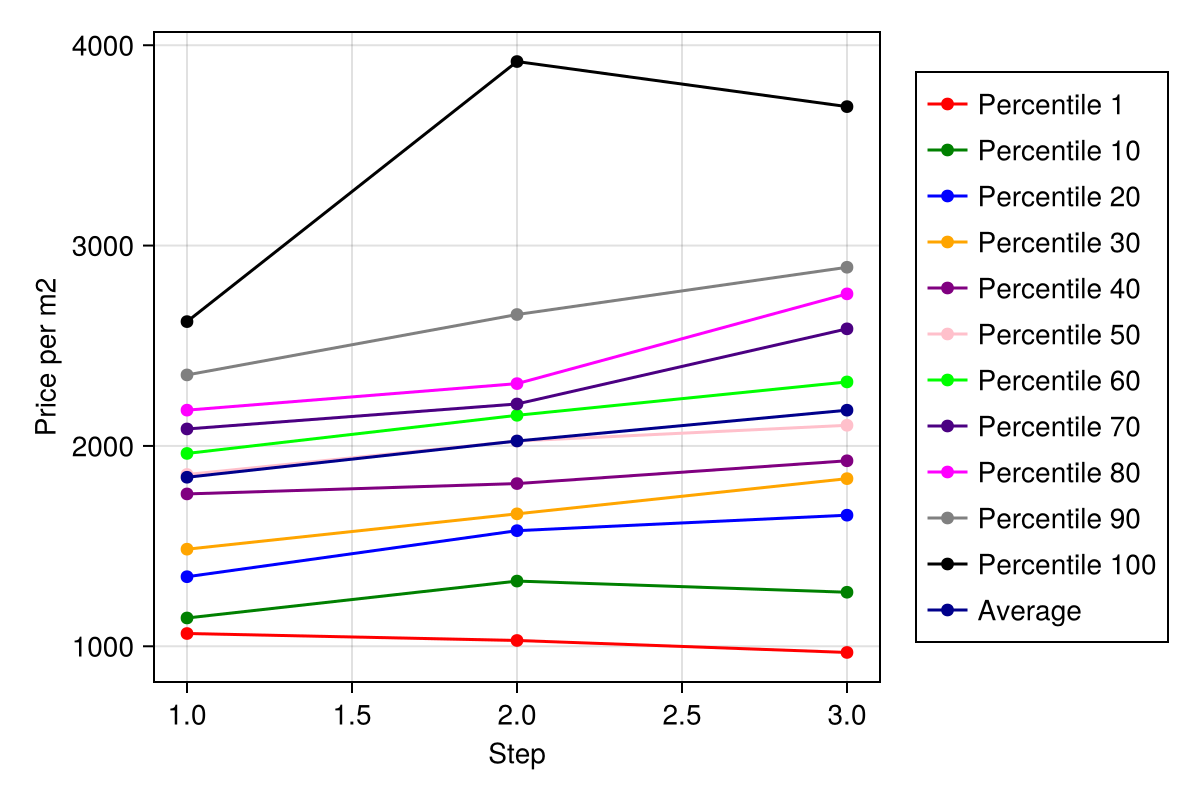 4000
3000
2000
1000
Price per m2
1.0 1.5 2.0 2.5 3.0
Step
Percentile 1
Percentile 10
Percentile 20
Percentile 30
Percentile 40
Percentile 50
Percentile 60
Percentile 70
Percentile 80
Percentile 90
Percentile 100
Average